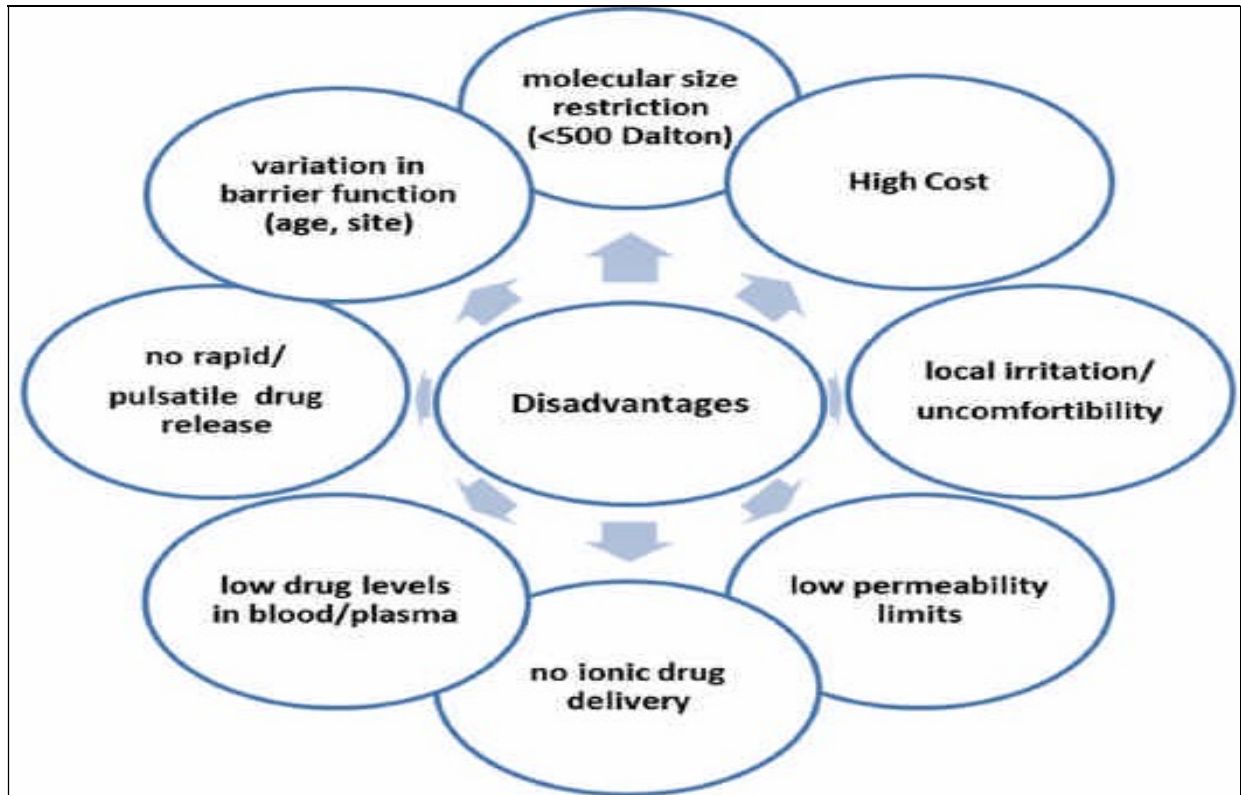 molecular size
restriction
(<500 Dalton)
High Cost
local irritation/
uncomfortibility
low permeability
limits
no ionic drug
delivery
low drug levels
in blood/plasma
no rapid/
pulsatile drug
release
variation in
barrier function
(age, site)
Disadvantages